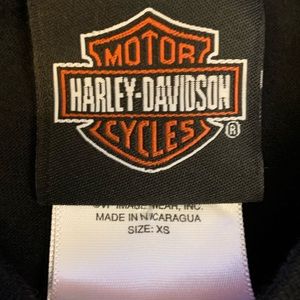 MOTOR
HARLEY-DAVIDSON
CYCLES
®
IMAGE WEAR, INC.
MADE IN NICARAGUA
SIZE: XS